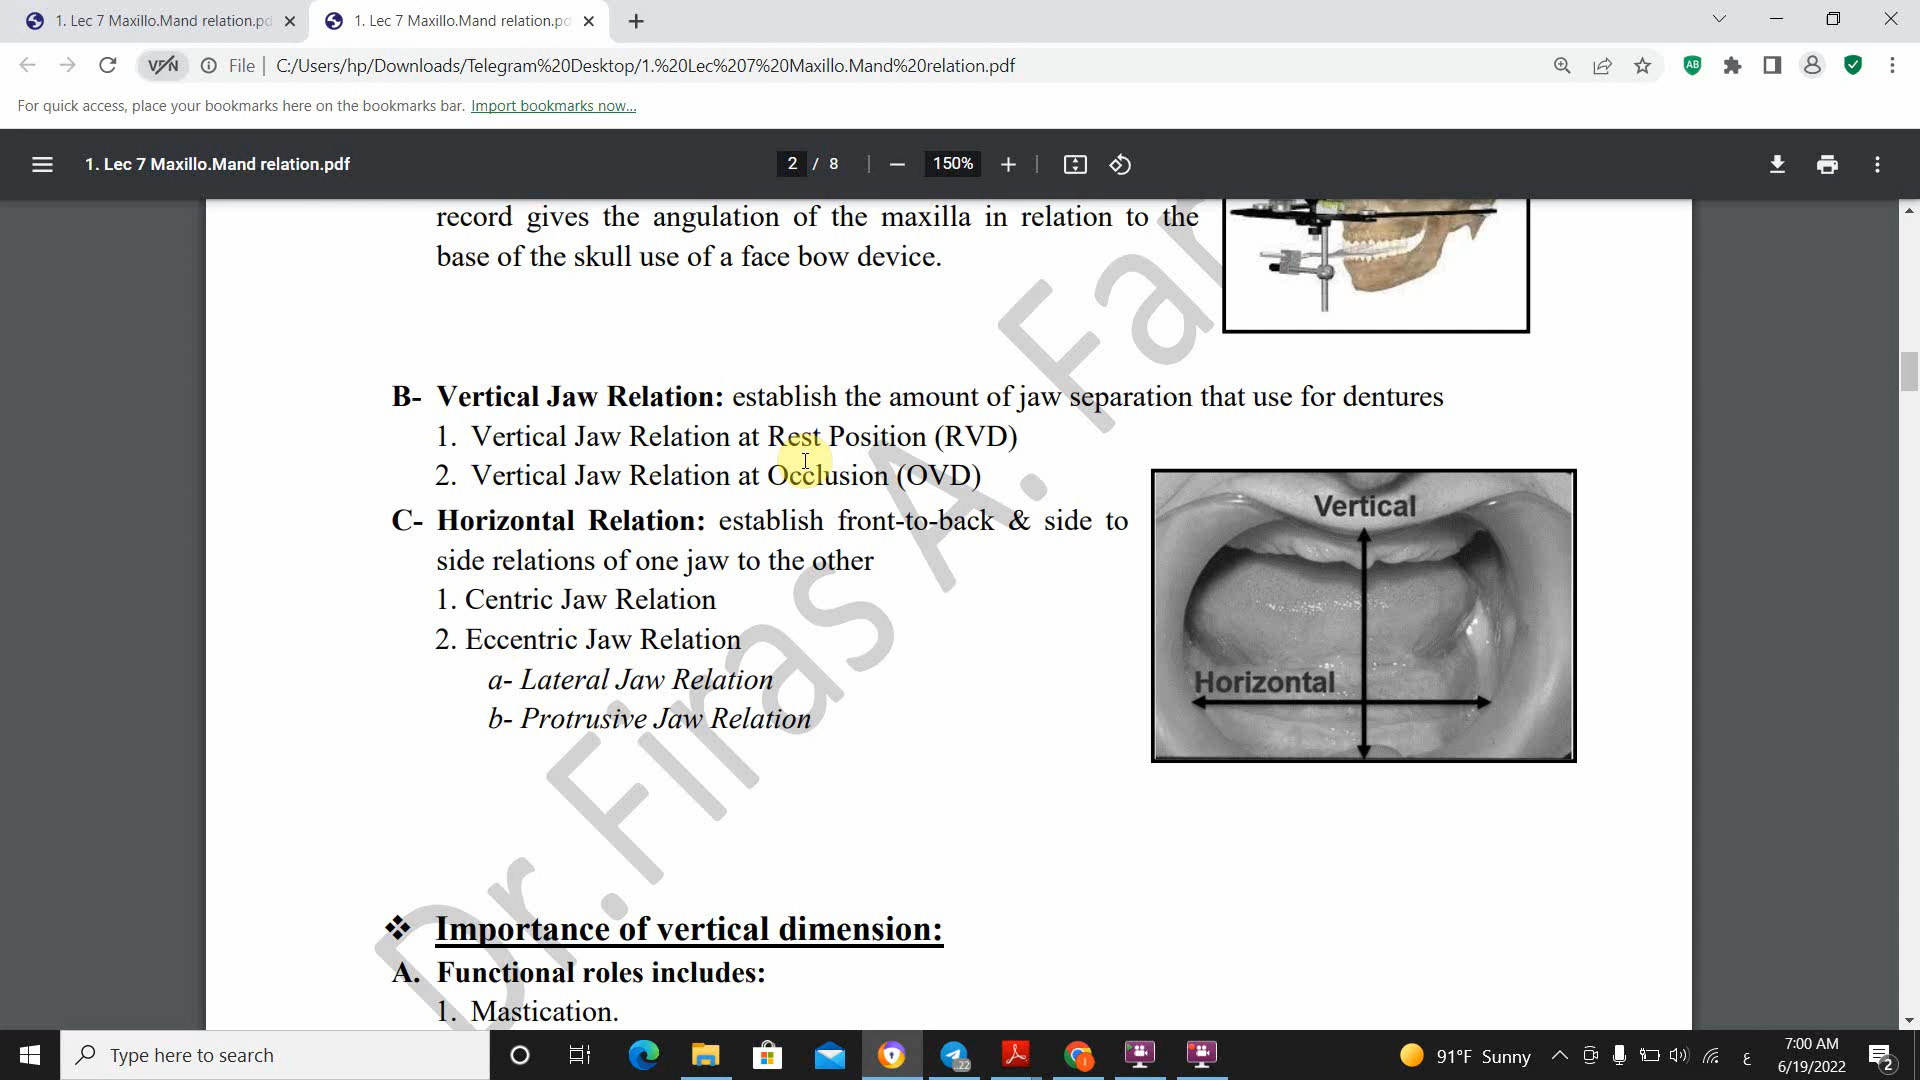 1. Lec 7 Maxillo.Mand relation.pd
1. Lec 7 Maxillo.Mand relation.pd
VPN
File
C:/Users/hp/Downloads/Telegram%20Desktop/1.%20Lec%207%20Maxillo.Mand%20relation.pdf
AB
For quick access, place your bookmarks here on the bookmarks bar. Import bookmarks now...
1. Lec 7 Maxillo.Mand relation.pdf
2 / 8
150%
record gives the angulation of the maxilla in relation to the
base of the skull use of a face bow device.
B- Vertical Jaw Relation: establish the amount of jaw separation that use for dentures
1. Vertical Jaw Relation at Rest Position (RVD)
2. Vertical Jaw Relation at Occlusion (OVD)
C- Horizontal Relation: establish front-to-back & side to
side relations of one jaw to the other
1. Centric Jaw Relation
2. Eccentric Jaw Relation
a- Lateral Jaw Relation
b- Protrusive Jaw Relation
Vertical
Horizontal
Dr.Firas A. Far
❖ Importance of vertical dimension:
A. Functional roles includes:
1. Mastication.
Type here to search
22
91°F Sunny
ع
7:00 AM
6/19/2022
2